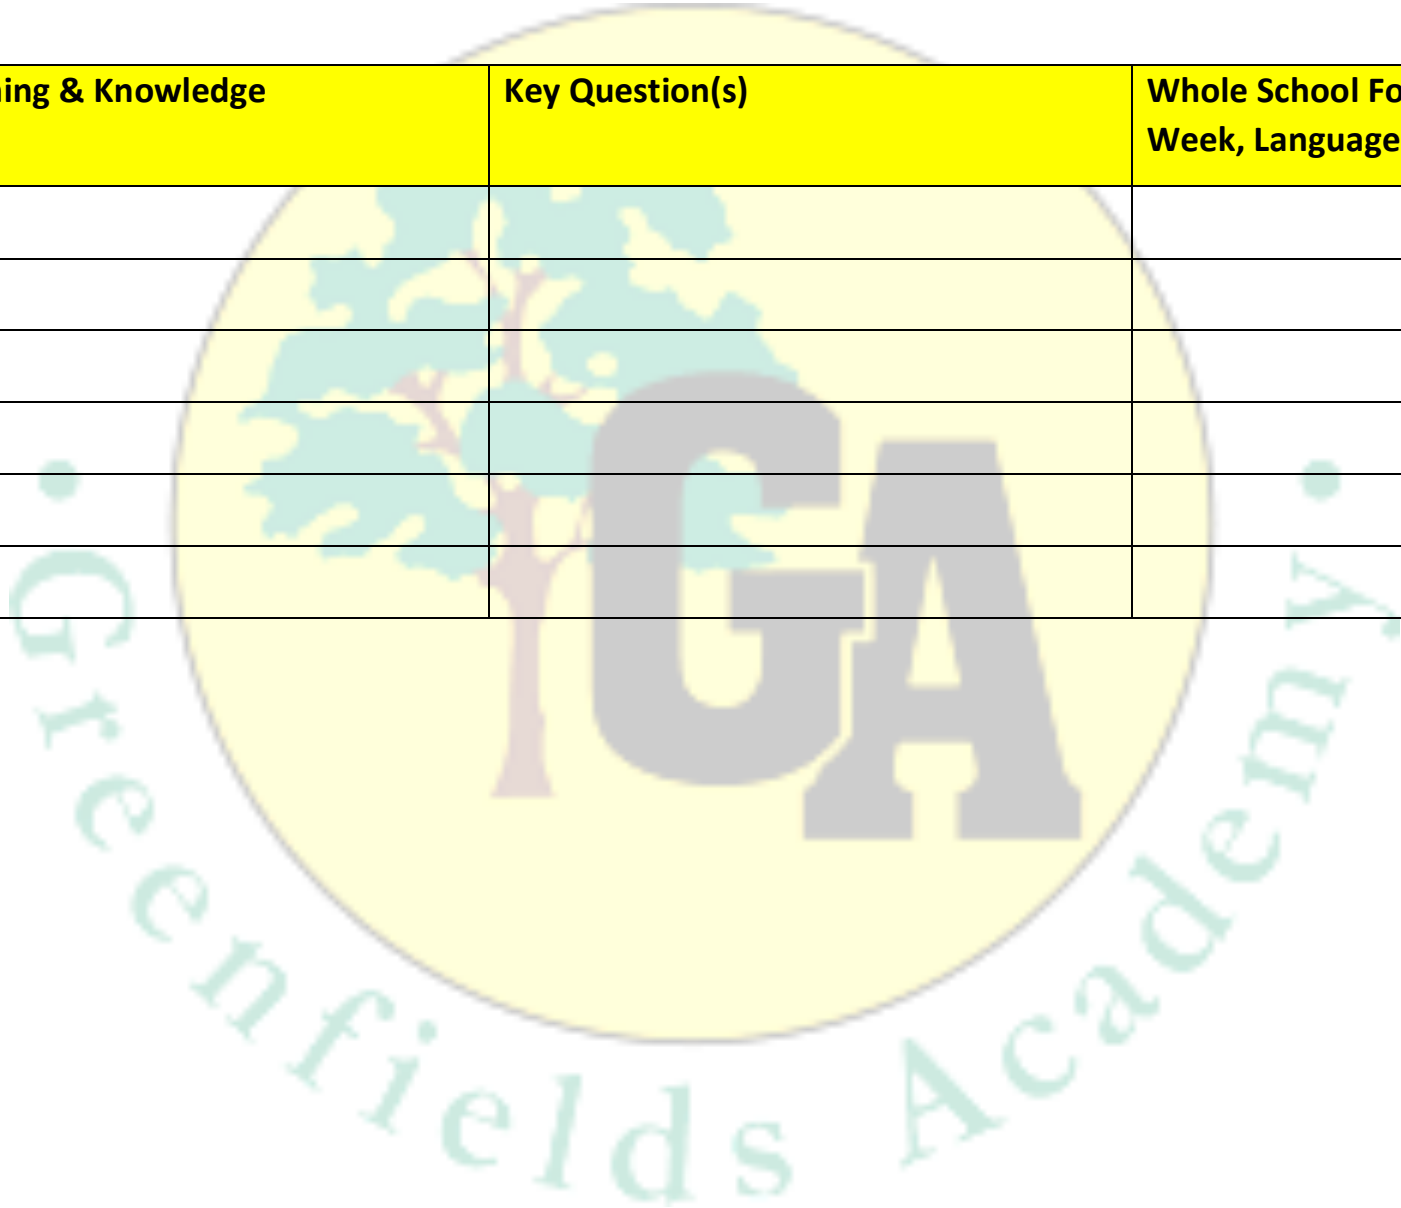 ing & Knowledge
Key Question(s)
Whole School Fo
Week, Language
GA
Greenfields Academy